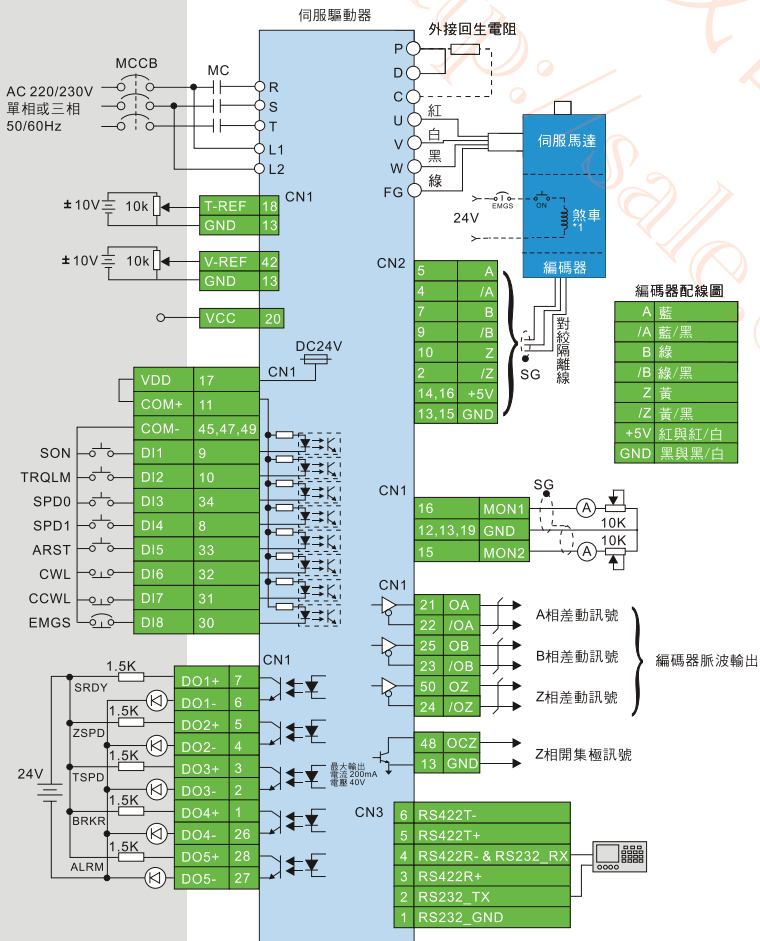 伺服驅動器
外接回生電阻
MCCB
MC
AC 220/230V
單相或三相
50/60Hz
R
S
T
L1
L2
P
D
C
U
V
W
FG
紅
白
黑
綠
伺服馬達
24V
EMGS
ON
煞車
*1
編碼器
CN1
±10V
10k
T-REF 18
GND 13
±10V
10k
V-REF 42
GND 13
VCC 20
CN2
5 A
4 /A
7 B
9 /B
10 Z
2 /Z
14,16 +5V
13,15 GND
SG
對絞隔離線
編碼器配線圖
A 藍
/A 藍/黑
B 綠
/B 綠/黑
Z 黃
/Z 黃/黑
+5V 紅與紅/白
GND 黑與黑/白
DC24V
CN1
VDD 17
COM+ 11
COM- 45,47,49
SON DI1 9
TRQLM DI2 10
SPD0 DI3 34
SPD1 DI4 8
ARST DI5 33
CWL DI6 32
CCWL DI7 31
EMGS DI8 30
CN1
16 MON1
12,13,19 GND
15 MON2
SG
A
10K
A
10K
CN1
21 OA
22 /OA
25 OB
23 /OB
50 OZ
24 /OZ
A相差動訊號
B相差動訊號
Z相差動訊號
編碼器脈波輸出
48 OCZ
13 GND
Z相開集極訊號
CN1
24V
1.5K
SRDY
DO1+ 7
DO1- 6
1.5K
ZSPD
DO2+ 5
DO2- 4
1.5K
TSPD
DO3+ 3
DO3- 2
1.5K
BRKR
DO4+ 1
DO4- 26
1.5K
ALRM
DO5+ 28
DO5- 27
最大輸出
電流200mA
電壓40V
CN3
6 RS422T-
5 RS422T+
4 RS422R- & RS232_RX
3 RS422R+
2 RS232_TX
1 RS232_GND